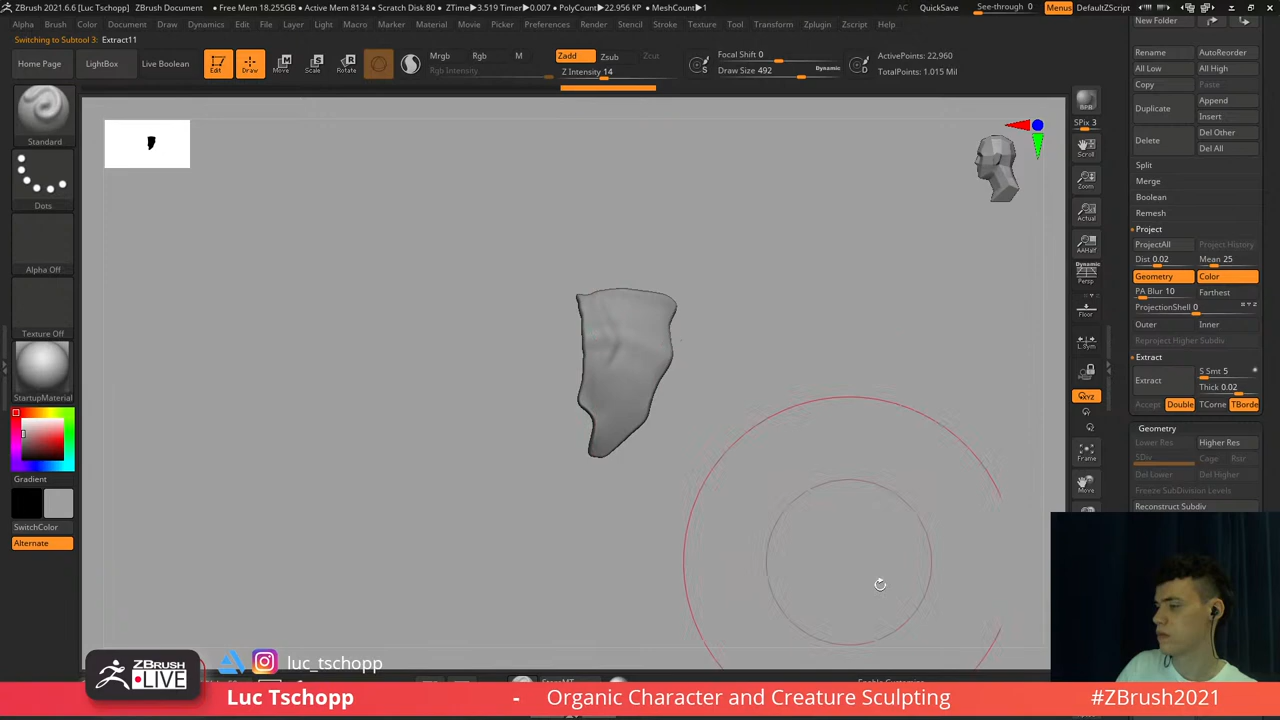 ZBrush 2021.6.6 [Luc Tschopp] ZBrush Document • Free Mem 18.255GB • Active Mem 8134 • Scratch Disk 80 • ZTime▶3.519 Timer▶0.007 • PolyCount▶22.956 KP • MeshCount▶1 AC QuickSave See-through 0 Menus DefaultZScript
Alpha Brush Color Document Draw Dynamics Edit File Layer Light Macro Marker Material Movie Picker Preferences Render Stencil Stroke Texture Tool Transform Zplugin Zscript Help
Switching to Subtool 3: Extract11
Home Page LightBox Live Boolean Edit Draw Move Scale Rotate
Mrgb Rgb M Zadd Zsub Zcut
Rgb Intensity Z Intensity 14
Focal Shift 0
Draw Size 492 Dynamic
ActivePoints: 22,960
TotalPoints: 1.015 Mil
Standard
Dots
Alpha Off
Texture Off
StartupMaterial
Gradient
SwitchColor
Alternate
BPR
SPix 3
Scroll
Zoom
Actual
AAHalf
Dynamic
Persp
Floor
L.Sym
XYZ
Frame
Move
New Folder
Rename AutoReorder
All Low All High
Copy Paste
Duplicate Append
Insert
Delete Del Other
Del All
Split
Merge
Boolean
Remesh
Project
ProjectAll Project History
Dist 0.02 Mean 25
Geometry Color
PA Blur 10 Farthest
ProjectionShell 0
Outer Inner
Reproject Higher Subdiv
Extract
Extract S Smt 5
Thick 0.02
Accept Double TCorne TBorde
Geometry
Lower Res Higher Res
SDiv Cage Rstr
Del Lower Del Higher
Freeze SubDivision Levels
Reconstruct Subdiv
ZBRUSH
LIVE
luc_tschopp
Luc Tschopp - Organic Character and Creature Sculpting #ZBrush2021